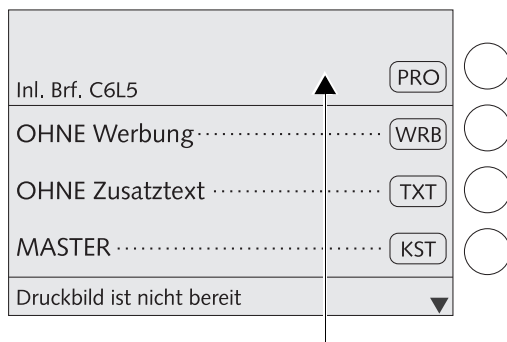 Inl. Brf. C6L5 PRO
OHNE Werbung WRB
OHNE Zusatztext TXT
MASTER KST
Druckbild ist nicht bereit